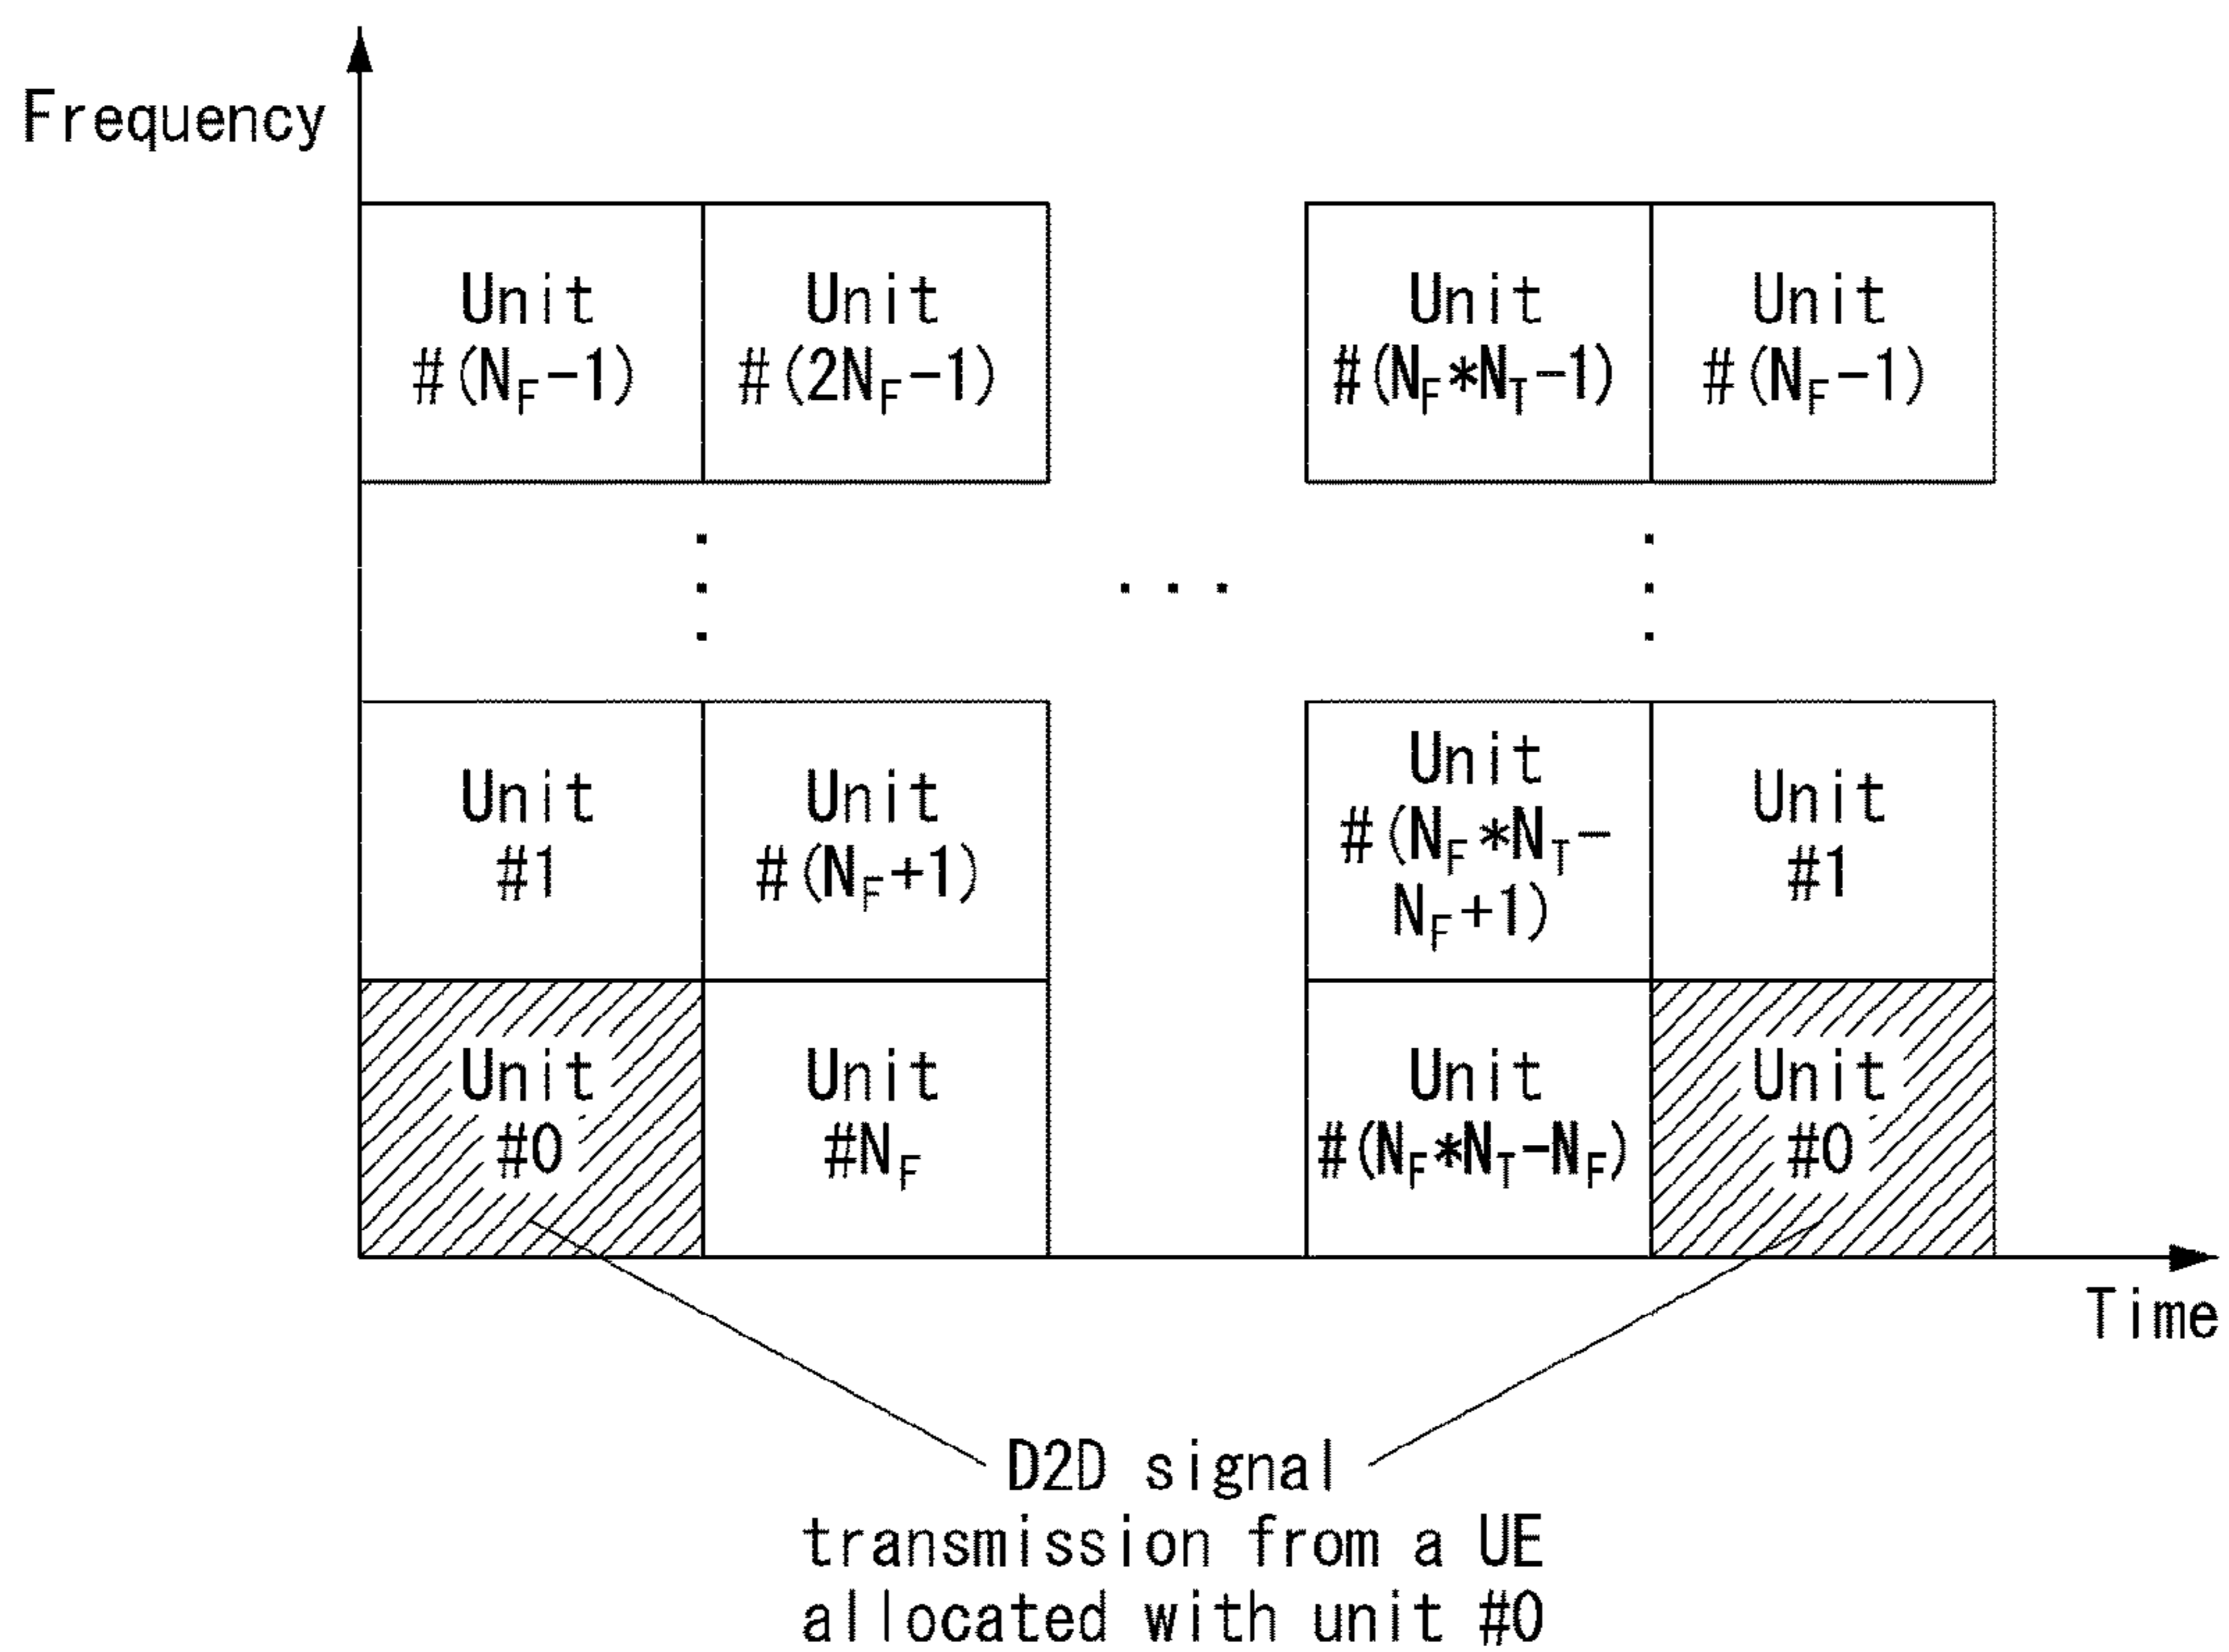 Frequency
Unit
#(N_F-1)
Unit
#(2N_F-1)
Unit
#(N_F*N_T-1)
Unit
#(N_F-1)
Unit
#1
Unit
#(N_F+1)
Unit
#(N_F*N_T-
N_F+1)
Unit
#1
Unit
#0
Unit
#N_F
Unit
#(N_F*N_T-N_F)
Unit
#0
Time
D2D signal
transmission from a UE
allocated with unit #0